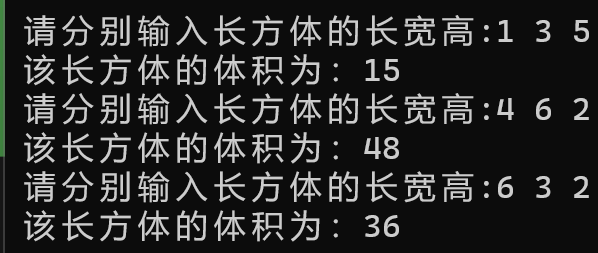 请分别输入长方体的长宽高:1 3 5
该长方体的体积为: 15
请分别输入长方体的长宽高:4 6 2
该长方体的体积为: 48
请分别输入长方体的长宽高:6 3 2
该长方体的体积为: 36